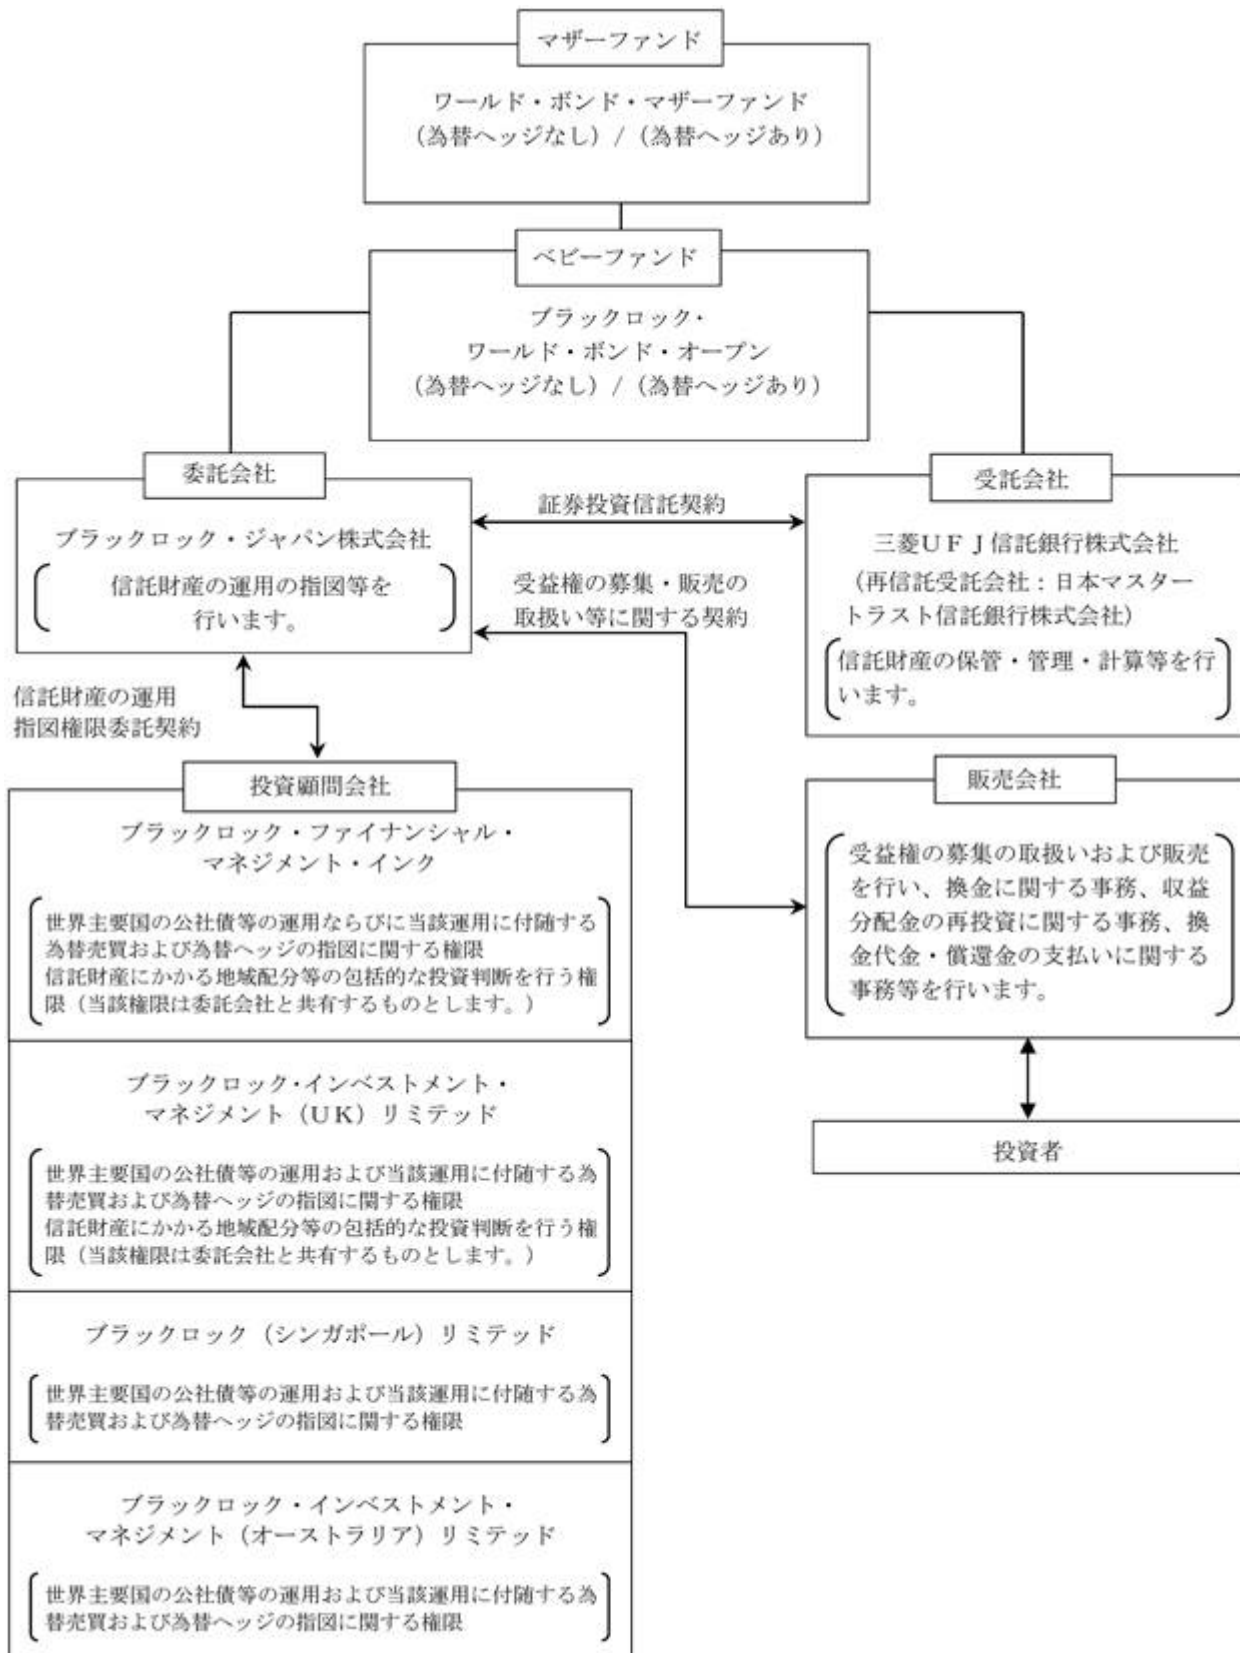 マザーファンド
ワールド・ボンド・マザーファンド
（為替ヘッジなし）/（為替ヘッジあり）
ベビーファンド
ブラックロック・
ワールド・ボンド・オープン
（為替ヘッジなし）/（為替ヘッジあり）
委託会社
ブラックロック・ジャパン株式会社
信託財産の運用の指図等を
行います。
証券投資信託契約
受益権の募集・販売の
取扱い等に関する契約
受託会社
三菱ＵＦＪ信託銀行株式会社
（再信託受託会社：日本マスター
トラスト信託銀行株式会社）
信託財産の保管・管理・計算等を行
います。
信託財産の運用
指図権限委託契約
投資顧問会社
ブラックロック・ファイナンシャル・
マネジメント・インク
世界主要国の公社債等の運用ならびに当該運用に付随する
為替売買および為替ヘッジの指図に関する権限
信託財産にかかる地域配分等の包括的な投資判断を行う権
限（当該権限は委託会社と共有するものとします。）
ブラックロック・インベストメント・
マネジメント（ＵＫ）リミテッド
世界主要国の公社債等の運用および当該運用に付随する為
替売買および為替ヘッジの指図に関する権限
信託財産にかかる地域配分等の包括的な投資判断を行う権
限（当該権限は委託会社と共有するものとします。）
ブラックロック（シンガポール）リミテッド
世界主要国の公社債等の運用および当該運用に付随する為
替売買および為替ヘッジの指図に関する権限
ブラックロック・インベストメント・
マネジメント（オーストラリア）リミテッド
世界主要国の公社債等の運用および当該運用に付随する為
替売買および為替ヘッジの指図に関する権限
販売会社
受益権の募集の取扱いおよび販売
を行い、換金に関する事務、収益
分配金の再投資に関する事務、換
金代金・償還金の支払いに関する
事務等を行います。
投資者